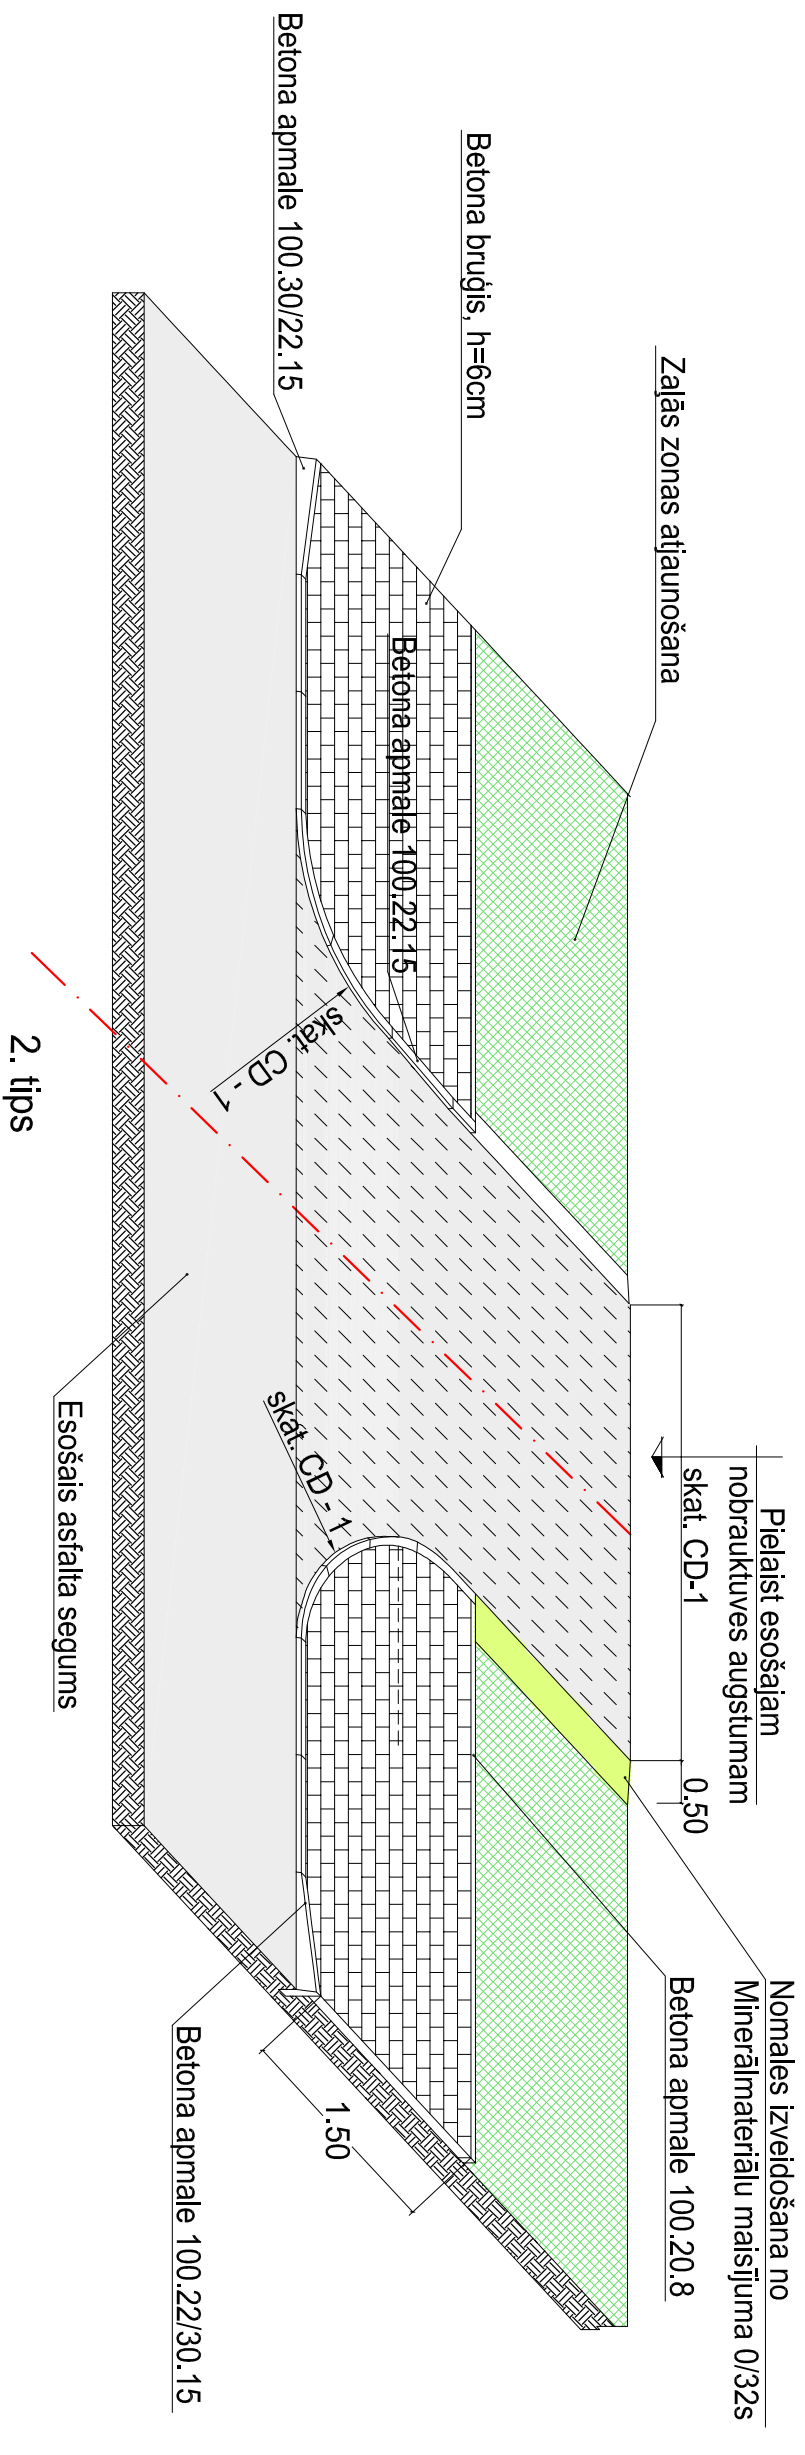 Pielaist esošajam
nobrauktuves augstumam
skat. CD-1
0.50
Nomales izveidošana no
Minerālmateriālu maisījuma 0/32s
Zaļās zonas atjaunošana
Betona apmale 100.20.8
Betona bruģis, h=6cm
Betona apmale 100.22.15
skat. CD - 1
skat. CD - 1
1.50
Betona apmale 100.30/22.15
Betona apmale 100.22/30.15
Esošais asfalta segums
2. tips